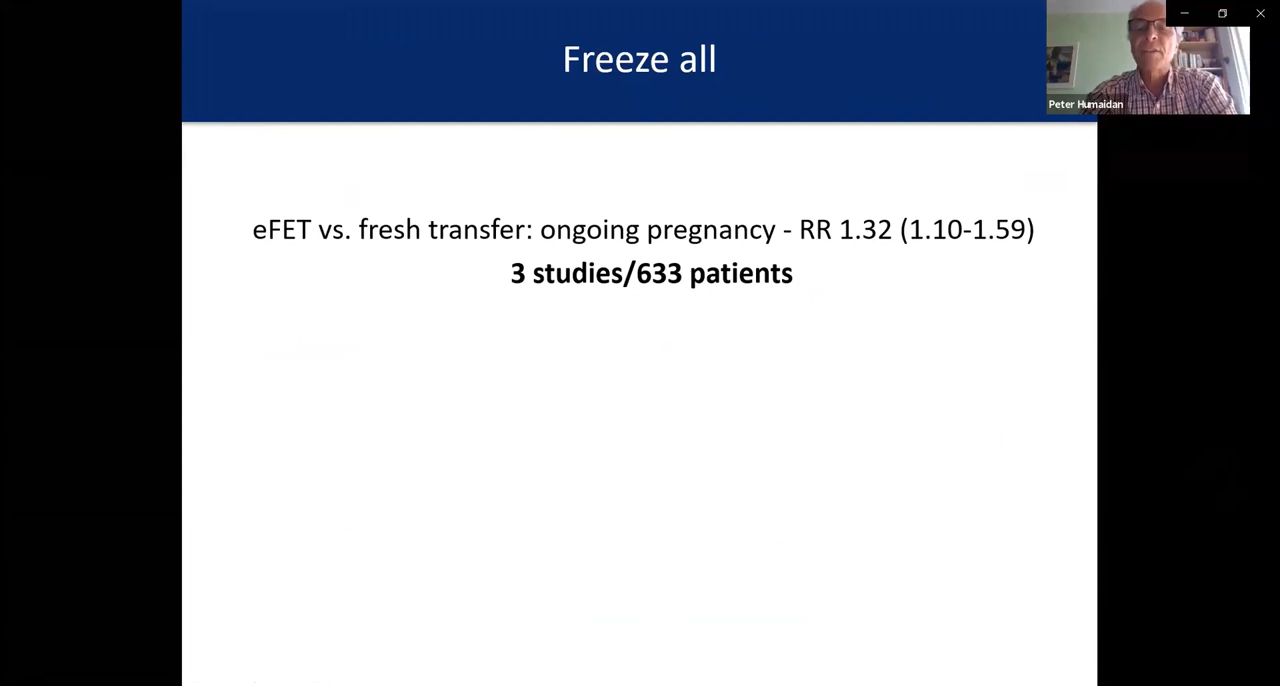 Freeze all
Peter Humaidan
eFET vs. fresh transfer: ongoing pregnancy - RR 1.32 (1.10-1.59)
3 studies/633 patients